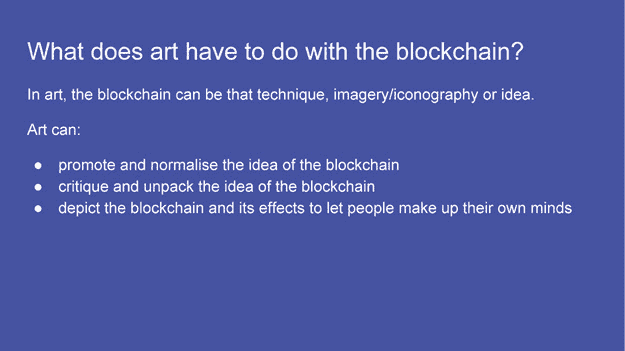 What does art have to do with the blockchain?
In art, the blockchain can be that technique, imagery/iconography or idea.
Art can:
● promote and normalise the idea of the blockchain
● critique and unpack the idea of the blockchain
● depict the blockchain and its effects to let people make up their own minds